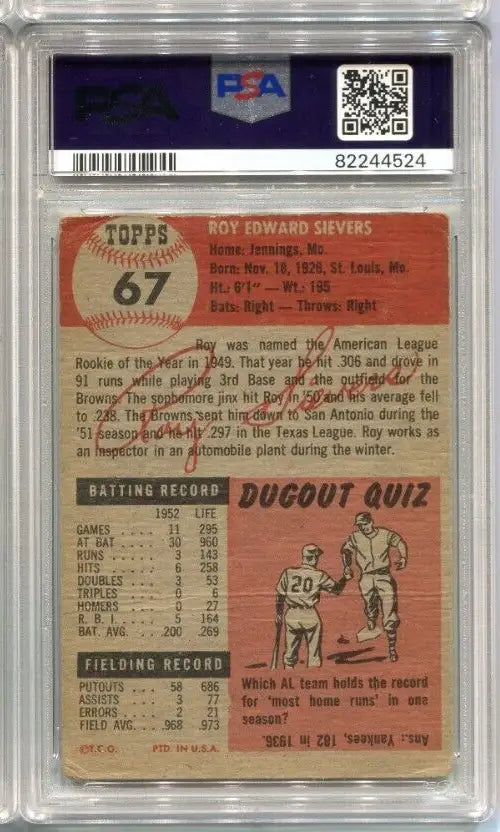 PSA
PSA
82244524
TOPPS
67
ROY EDWARD SIEVERS
Home: Jennings, Mo.
Born: Nov. 18, 1926, St. Louis, Mo.
Ht.: 6'1" — Wt.: 195
Bats: Right — Throws: Right
Roy was named the American League
Rookie of the Year in 1949. That year he hit .306 and drove in
91 runs while playing 3rd Base and the outfield for the
Browns. The sophomore jinx hit Roy in '50 and his average fell
to .238. The Browns sent him down to San Antonio during the
'51 season and he hit .297 in the Texas League. Roy works as
an inspector in an automobile plant during the winter.
Roy Sievers
BATTING RECORD
1952 LIFE
GAMES . . . . 11 295
AT BAT . . . . 30 960
RUNS . . . . 3 143
HITS . . . . 6 258
DOUBLES . . . 3 53
TRIPLES . . . 0 6
HOMERS . . . 0 27
R. B. I. . . . . 5 164
BAT. AVG. . . . .200 .269
FIELDING RECORD
PUTOUTS . . . 58 686
ASSISTS . . . 3 77
ERRORS . . . 2 21
FIELD AVG. . . .968 .973
©T.C.G. PTD. IN U.S.A.
DUGOUT QUIZ
20
Which AL team holds the record
for 'most home runs' in one
season?
Ans.: Yankees, 182 in 1936.